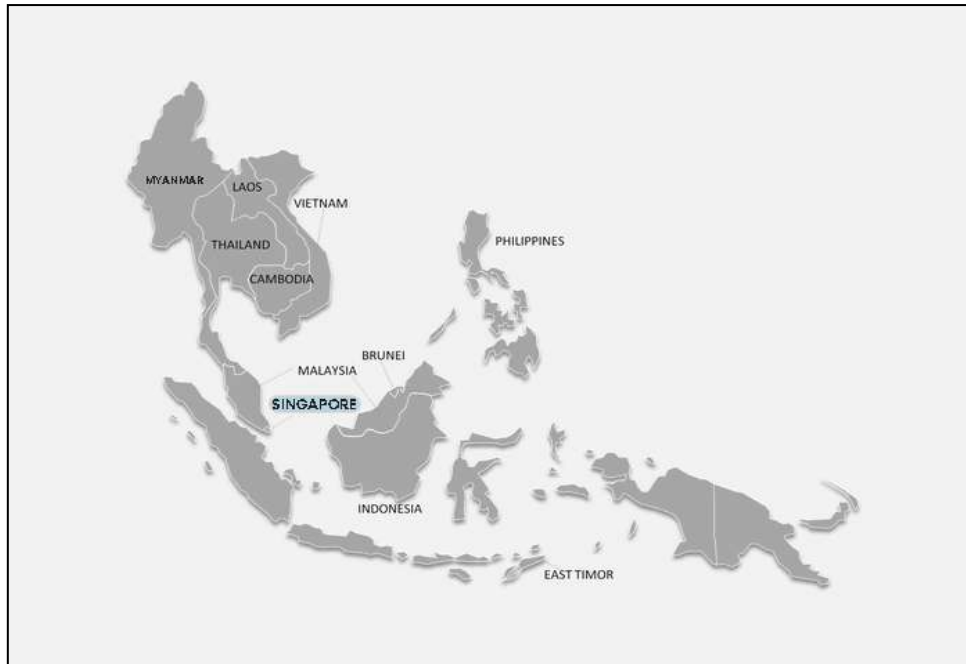 MYANMAR
LAOS
VIETNAM
THAILAND
PHILIPPINES
CAMBODIA
BRUNEI
MALAYSIA
SINGAPORE
INDONESIA
EAST TIMOR